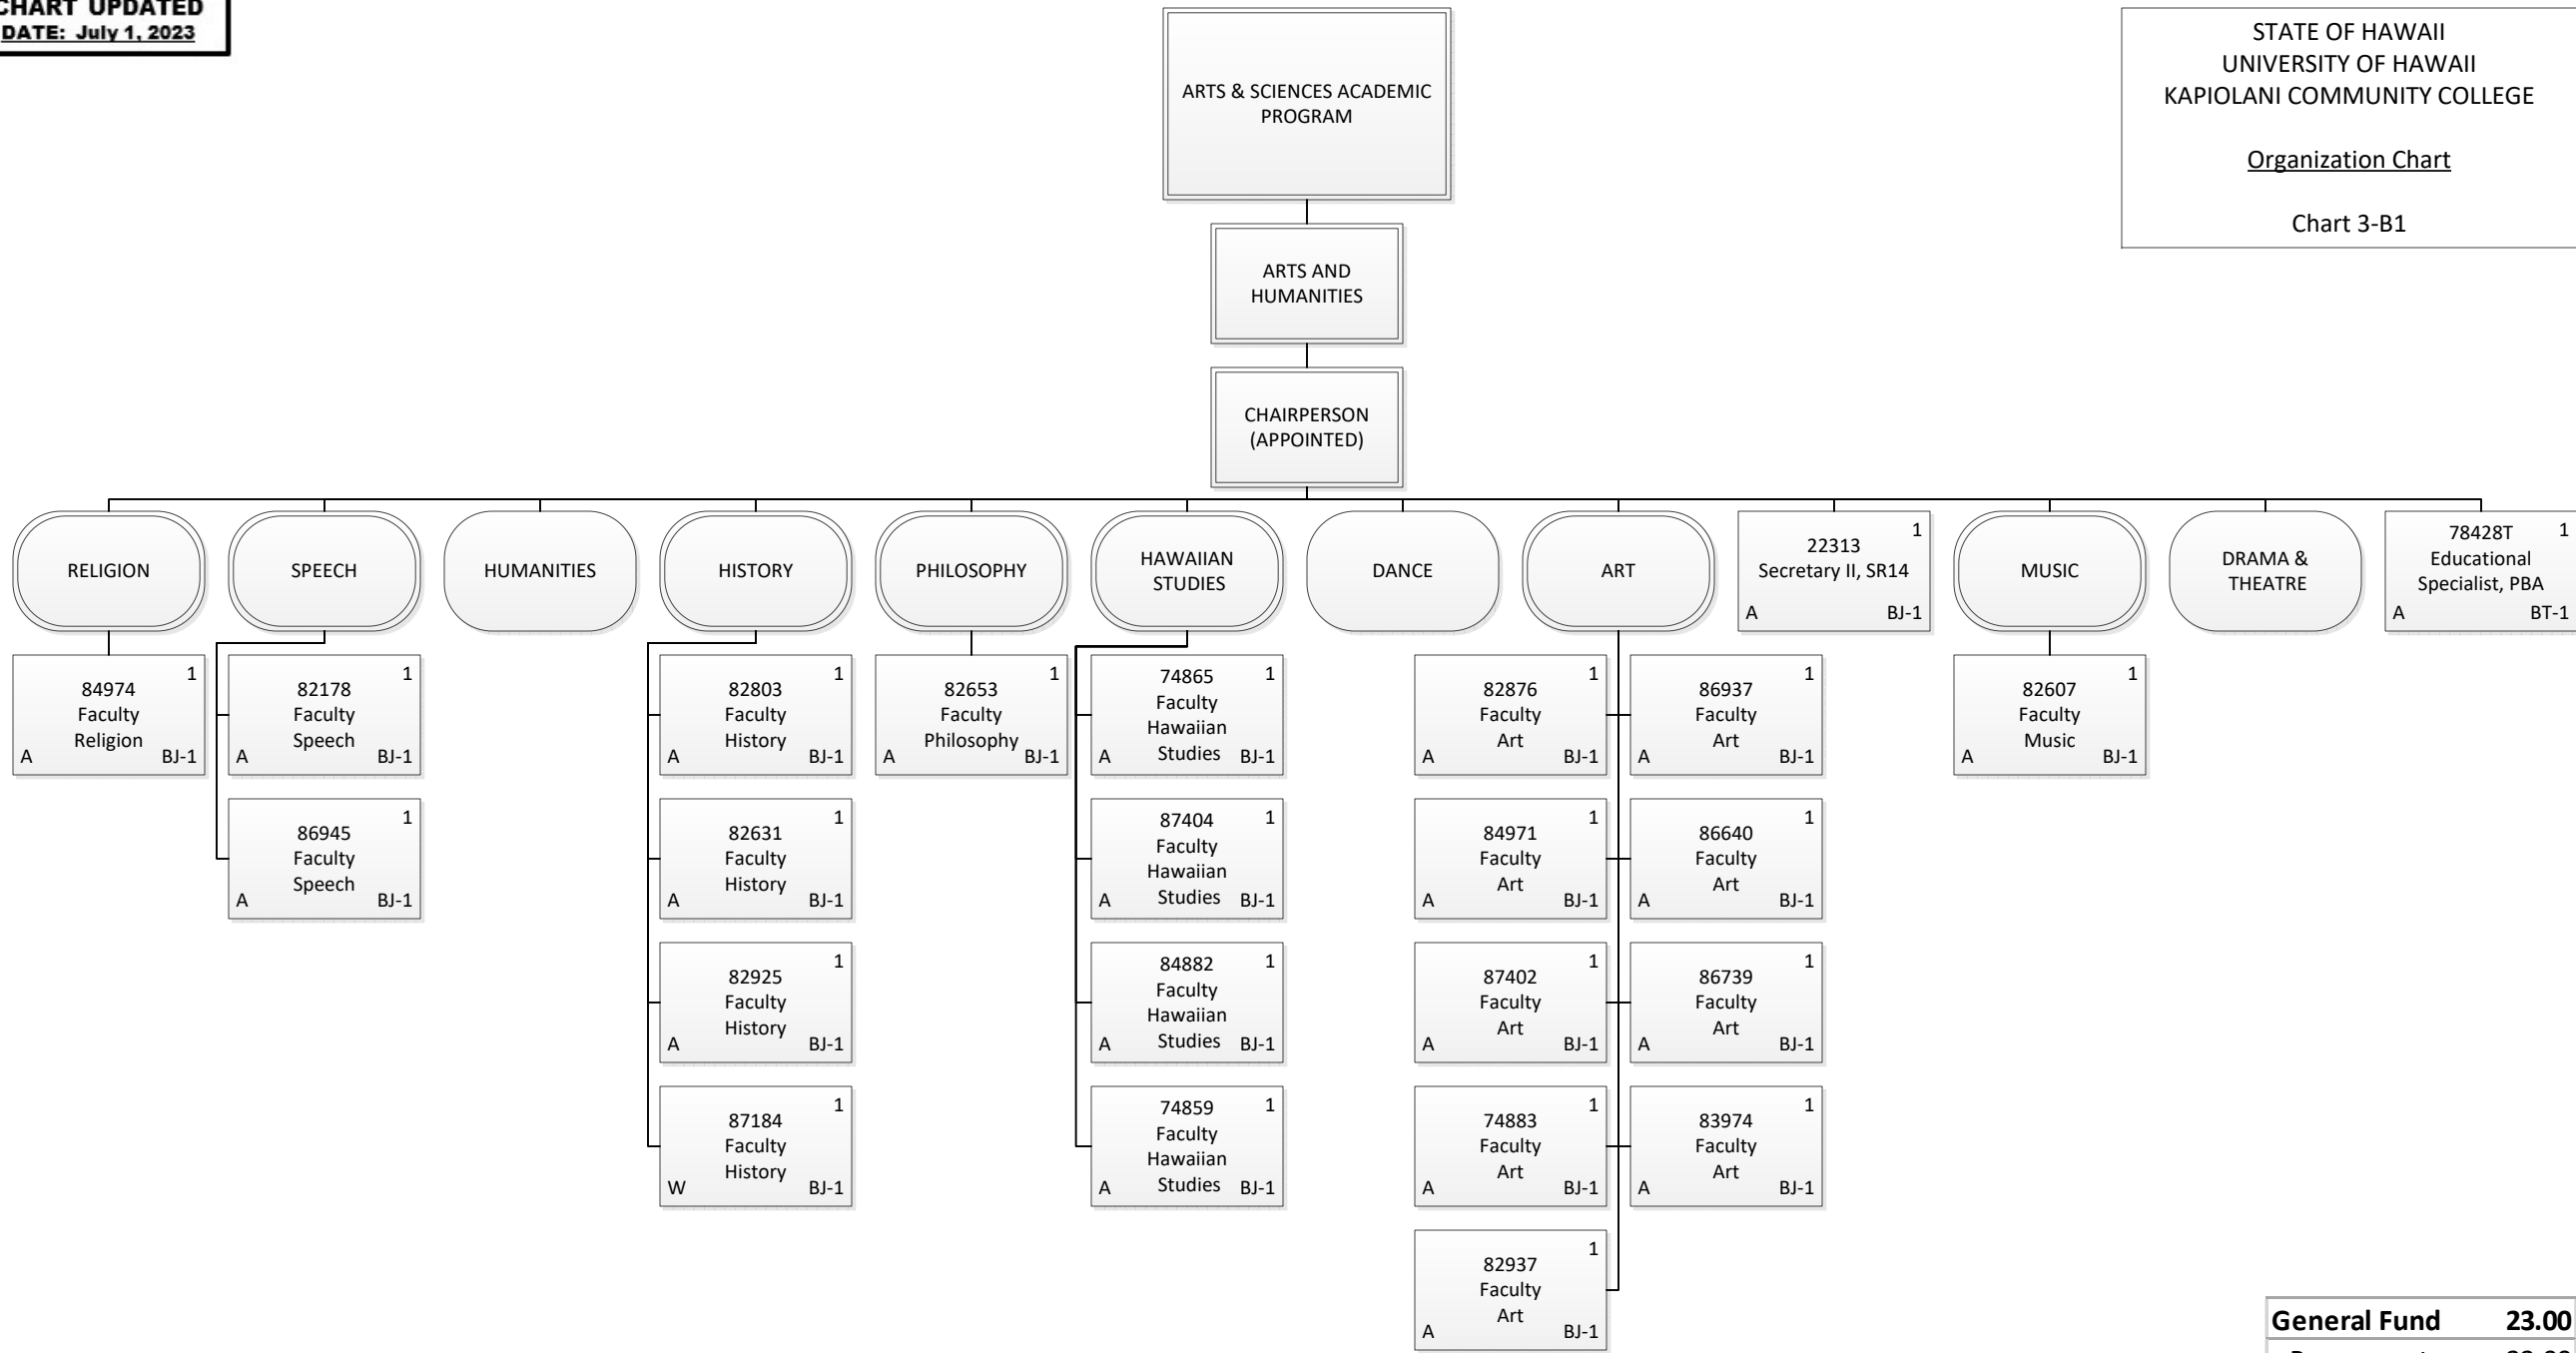 CHART UPDATED
DATE: July 1, 2023
STATE OF HAWAII
UNIVERSITY OF HAWAII
KAPIOLANI COMMUNITY COLLEGE
Organization Chart
Chart 3-B1
ARTS & SCIENCES ACADEMIC
PROGRAM
ARTS AND
HUMANITIES
CHAIRPERSON
(APPOINTED)
RELIGION
SPEECH
HUMANITIES
HISTORY
PHILOSOPHY
HAWAIIAN
STUDIES
DANCE
ART
1
22313
Secretary II, SR14
A BJ-1
MUSIC
DRAMA &
THEATRE
78428T 1
Educational
Specialist, PBA
A BT-1
1
84974
Faculty
Religion
A BJ-1
1
82178
Faculty
Speech
A BJ-1
1
86945
Faculty
Speech
A BJ-1
1
82803
Faculty
History
A BJ-1
1
82631
Faculty
History
A BJ-1
1
82925
Faculty
History
A BJ-1
1
87184
Faculty
History
W BJ-1
1
82653
Faculty
Philosophy
A BJ-1
74865 1
Faculty
Hawaiian
A Studies BJ-1
87404 1
Faculty
Hawaiian
A Studies BJ-1
84882 1
Faculty
Hawaiian
A Studies BJ-1
74859 1
Faculty
Hawaiian
A Studies BJ-1
1
82876
Faculty
Art
A BJ-1
1
86937
Faculty
Art
A BJ-1
1
84971
Faculty
Art
A BJ-1
1
86640
Faculty
Art
A BJ-1
1
87402
Faculty
Art
A BJ-1
1
86739
Faculty
Art
A BJ-1
1
74883
Faculty
Art
A BJ-1
1
83974
Faculty
Art
A BJ-1
1
82937
Faculty
Art
A BJ-1
1
82607
Faculty
Music
A BJ-1
General Fund 23.00